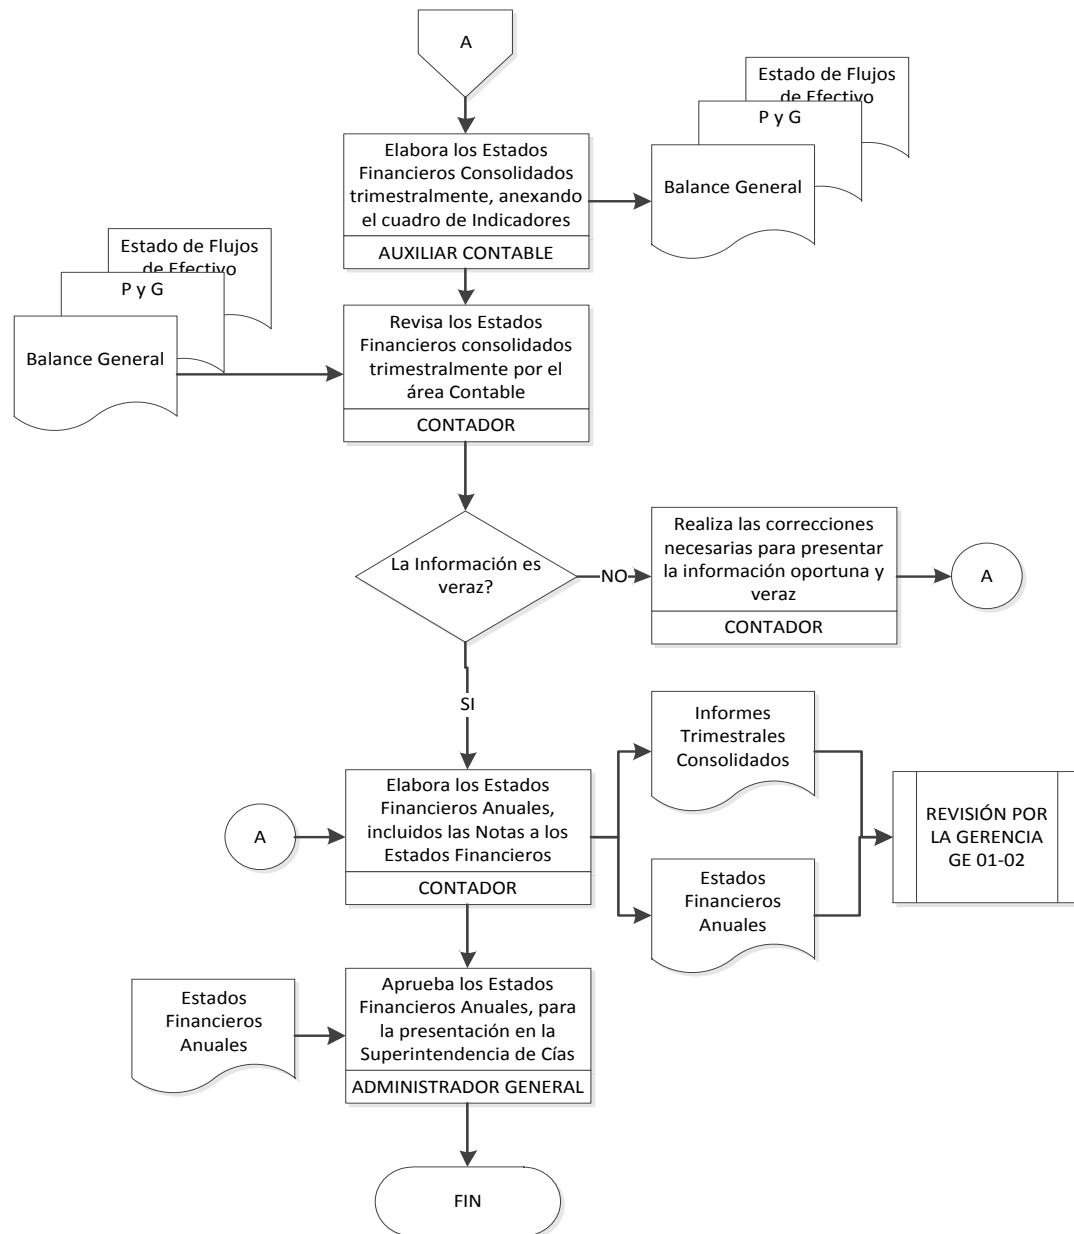 A
Estado de Flujos
de Efectivo
P y G
Balance General
Elabora los Estados
Financieros Consolidados
trimestralmente, anexando
el cuadro de Indicadores
AUXILIAR CONTABLE
Estado de Flujos
de Efectivo
P y G
Balance General
Revisa los Estados
Financieros consolidados
trimestralmente por el
área Contable
CONTADOR
La Información es
veraz?
NO
Realiza las correcciones
necesarias para presentar
la información oportuna y
veraz
CONTADOR
A
SI
Informes
Trimestrales
Consolidados
A
Elabora los Estados
Financieros Anuales,
incluidos las Notas a los
Estados Financieros
CONTADOR
REVISIÓN POR
LA GERENCIA
GE 01-02
Estados
Financieros
Anuales
Estados
Financieros
Anuales
Aprueba los Estados
Financieros Anuales, para
la presentación en la
Superintendencia de Cías
ADMINISTRADOR GENERAL
FIN